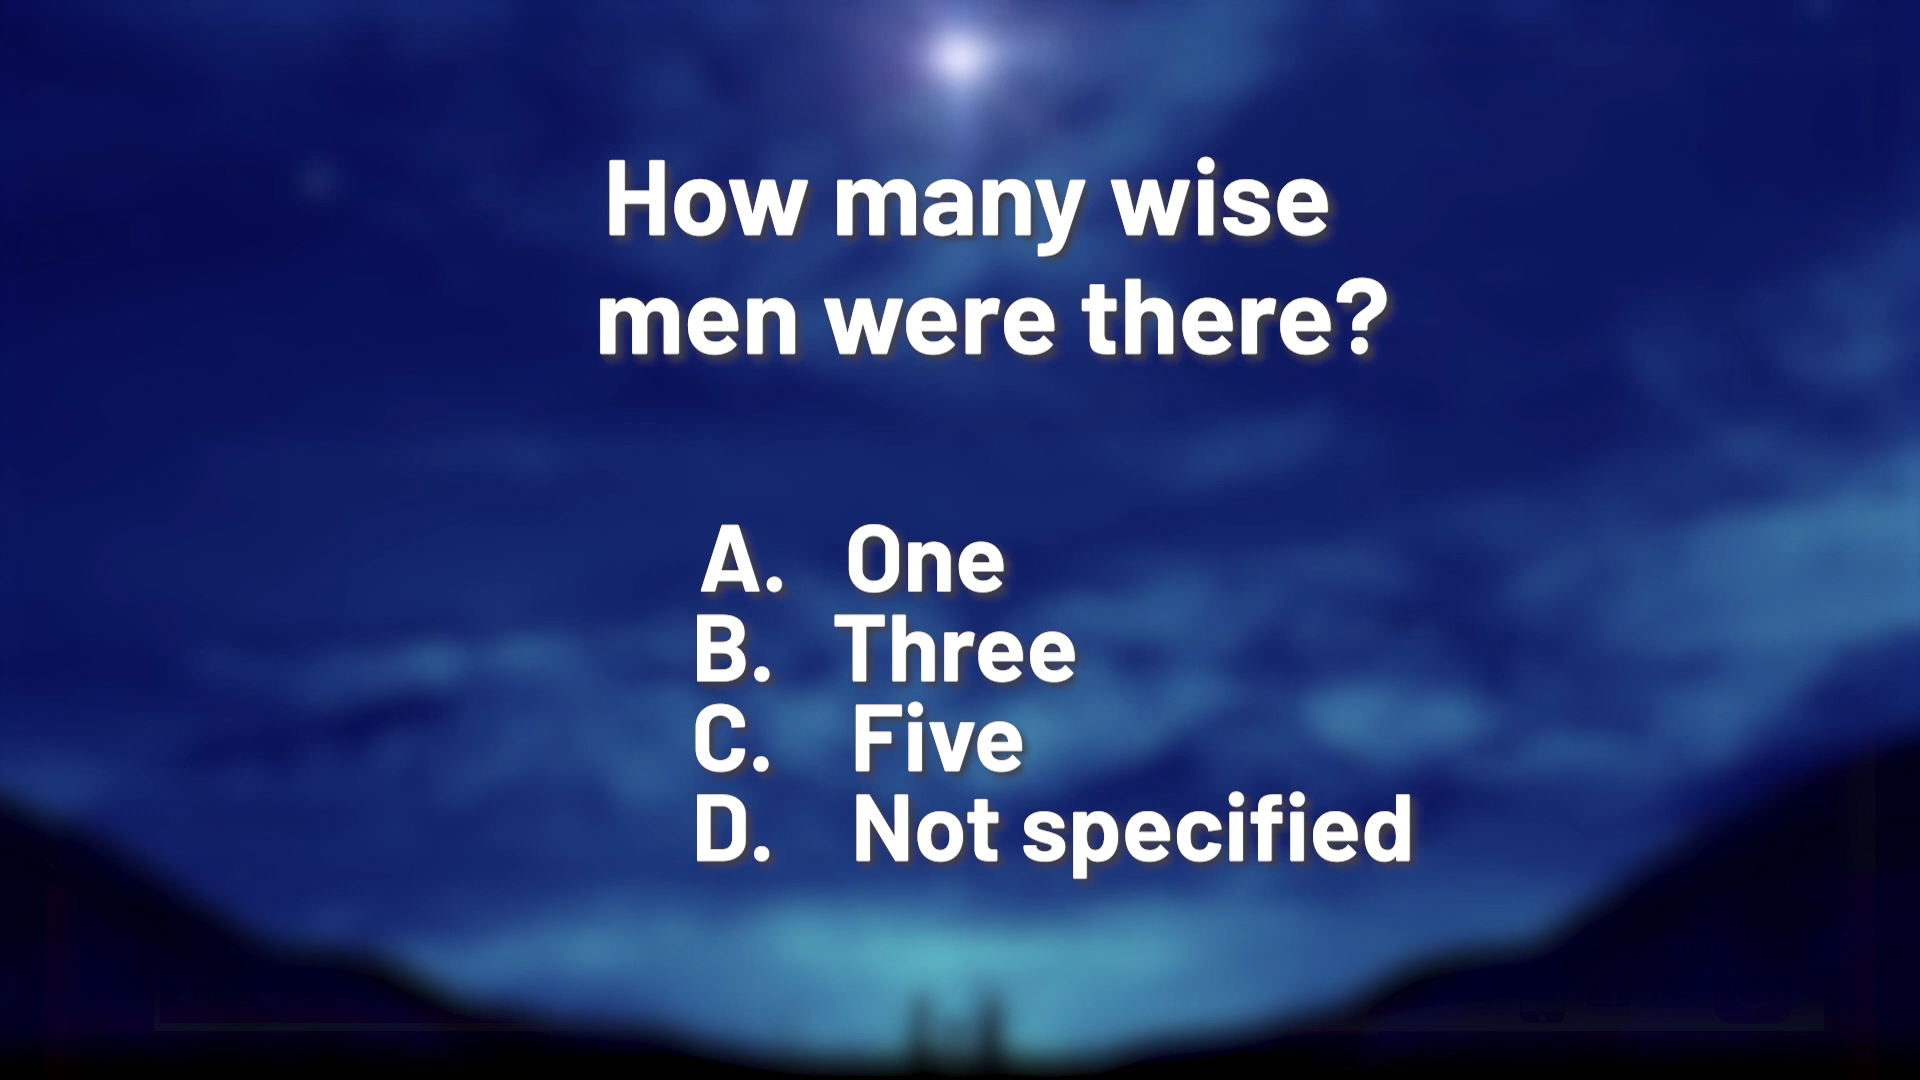 How many wise
men were there?
A. One
B. Three
C. Five
D. Not specified